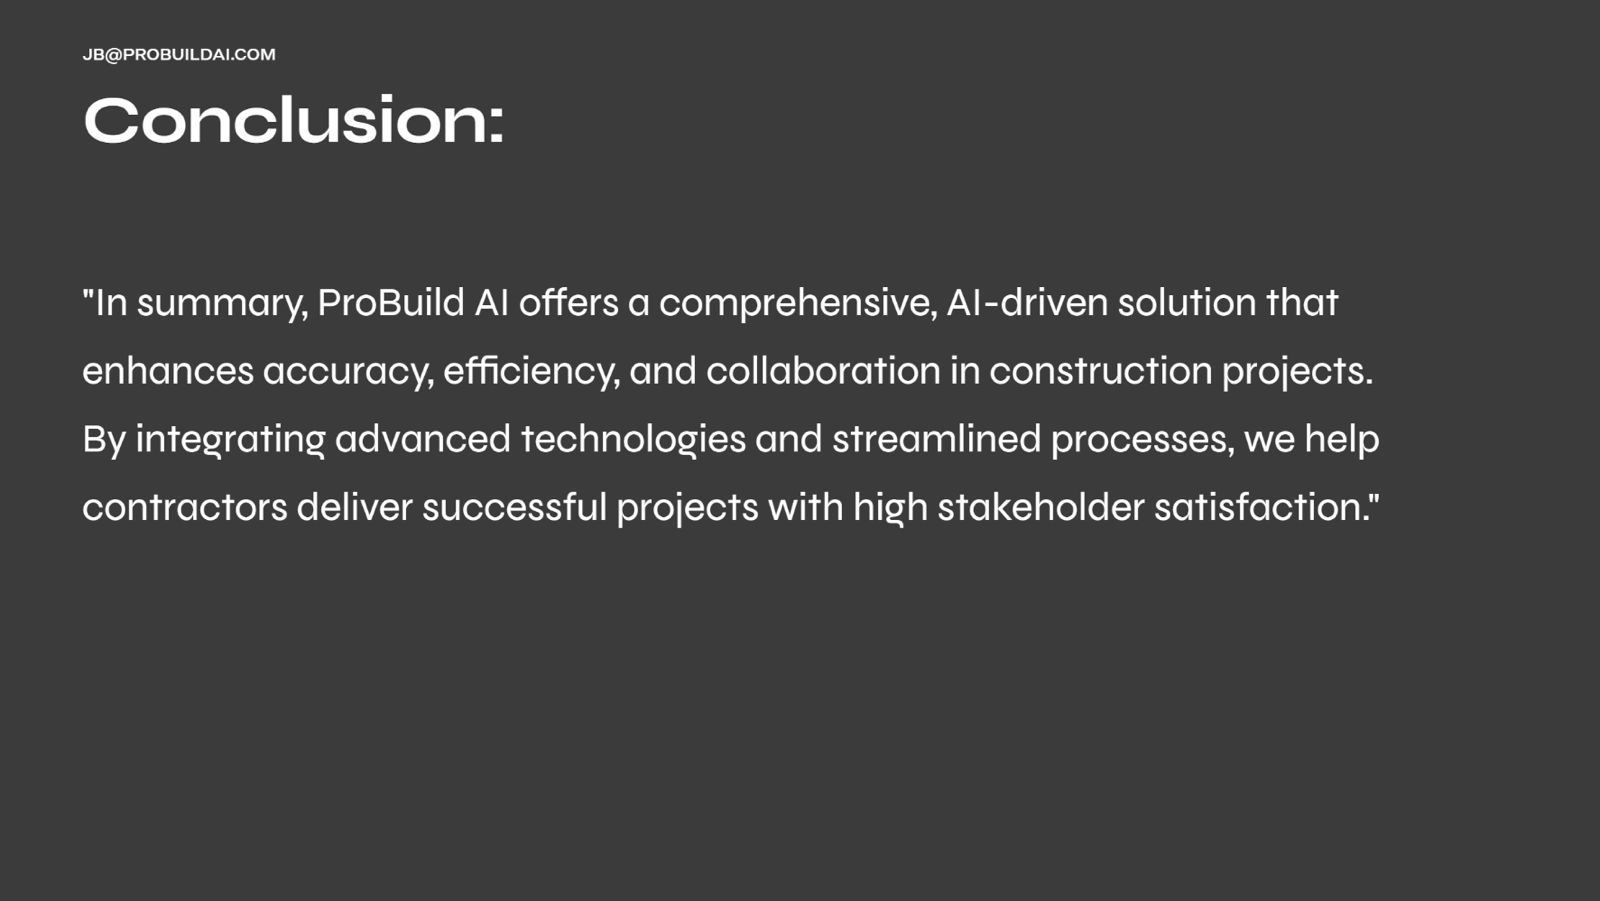 JB@PROBUILDAI.COM
Conclusion:
"In summary, ProBuild AI offers a comprehensive, AI-driven solution that
enhances accuracy, efficiency, and collaboration in construction projects.
By integrating advanced technologies and streamlined processes, we help
contractors deliver successful projects with high stakeholder satisfaction."